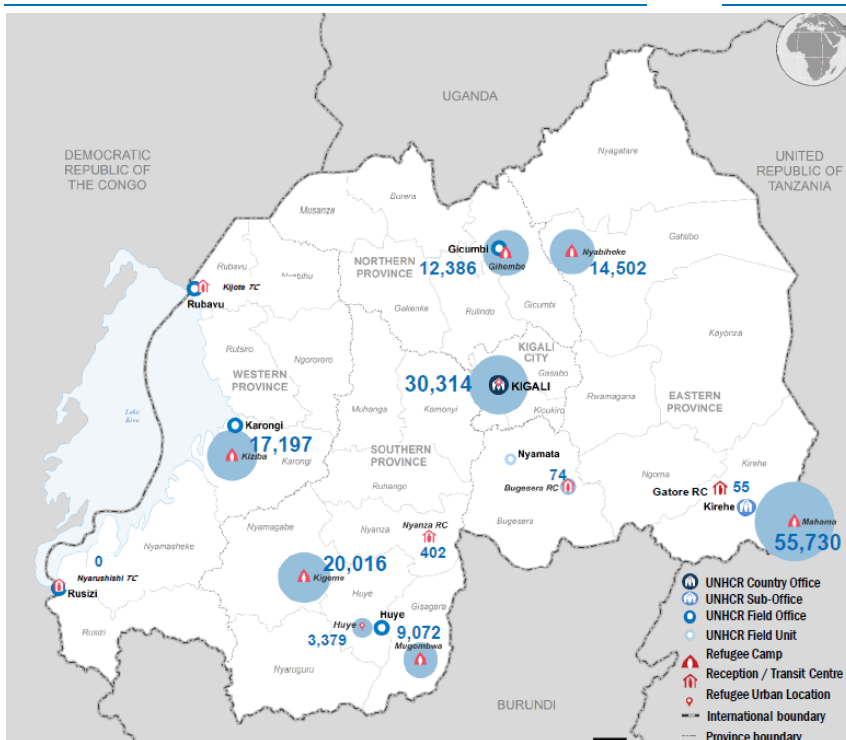 UGANDA
DEMOCRATIC
REPUBLIC OF
THE CONGO
UNITED
REPUBLIC OF
TANZANIA
Nyagatare
Burera
Musanze
Gicumbi
12,386
Gihembe
Nyabiheke
14,502
Gatsibo
NORTHERN
PROVINCE
Rubavu
Kijote TC
Rubavu
Gakenke
Rulindo
Gicumbi
Kayonza
Rutsiro
Ngororero
WESTERN
PROVINCE
KIGALI
CITY
Gasabo
30,314
KIGALI
Kicukiro
Rwamagana
EASTERN
PROVINCE
Muhanga
Kamonyi
Lake
Kivu
Karongi
17,197
Kiziba
Karongi
SOUTHERN
PROVINCE
Ruhango
Nyamata
74
Bugesera RC
Bugesera
Ngoma
Kirehe
Gatore RC
55
Kirehe
Mahama
55,730
Nyamagabe
Nyanza
Nyanza RC
402
Nyamasheke
0
Nyarushishi TC
Rusizi
Rusizi
20,016
Kigeme
Huye
Gisagara
Huye
Huye
3,379
9,072
Mugombwa
Nyaruguru
BURUNDI
UNHCR Country Office
UNHCR Sub-Office
UNHCR Field Office
UNHCR Field Unit
Refugee Camp
Reception / Transit Centre
Refugee Urban Location
International boundary
Province boundary